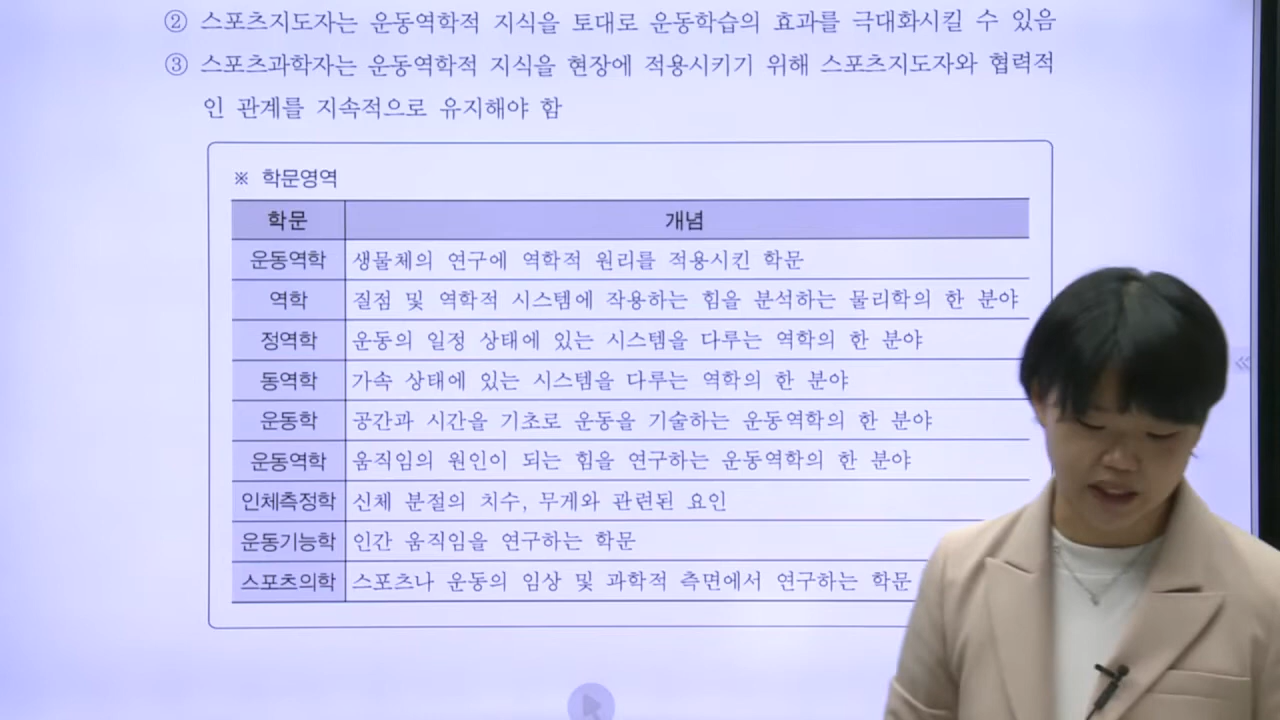 ② 스포츠지도자는 운동역학적 지식을 토대로 운동학습의 효과를 극대화시킬 수 있음
③ 스포츠과학자는 운동역학적 지식을 현장에 적용시키기 위해 스포츠지도자와 협력적
인 관계를 지속적으로 유지해야 함
※ 학문영역
학문 개념
운동역학 생물체의 연구에 역학적 원리를 적용시킨 학문
역학 질점 및 역학적 시스템에 작용하는 힘을 분석하는 물리학의 한 분야
정역학 운동의 일정 상태에 있는 시스템을 다루는 역학의 한 분야
동역학 가속 상태에 있는 시스템을 다루는 역학의 한 분야
운동학 공간과 시간을 기초로 운동을 기술하는 운동역학의 한 분야
운동역학 움직임의 원인이 되는 힘을 연구하는 운동역학의 한 분야
인체측정학 신체 분절의 치수, 무게와 관련된 요인
운동기능학 인간 움직임을 연구하는 학문
스포츠의학 스포츠나 운동의 임상 및 과학적 측면에서 연구하는 학문